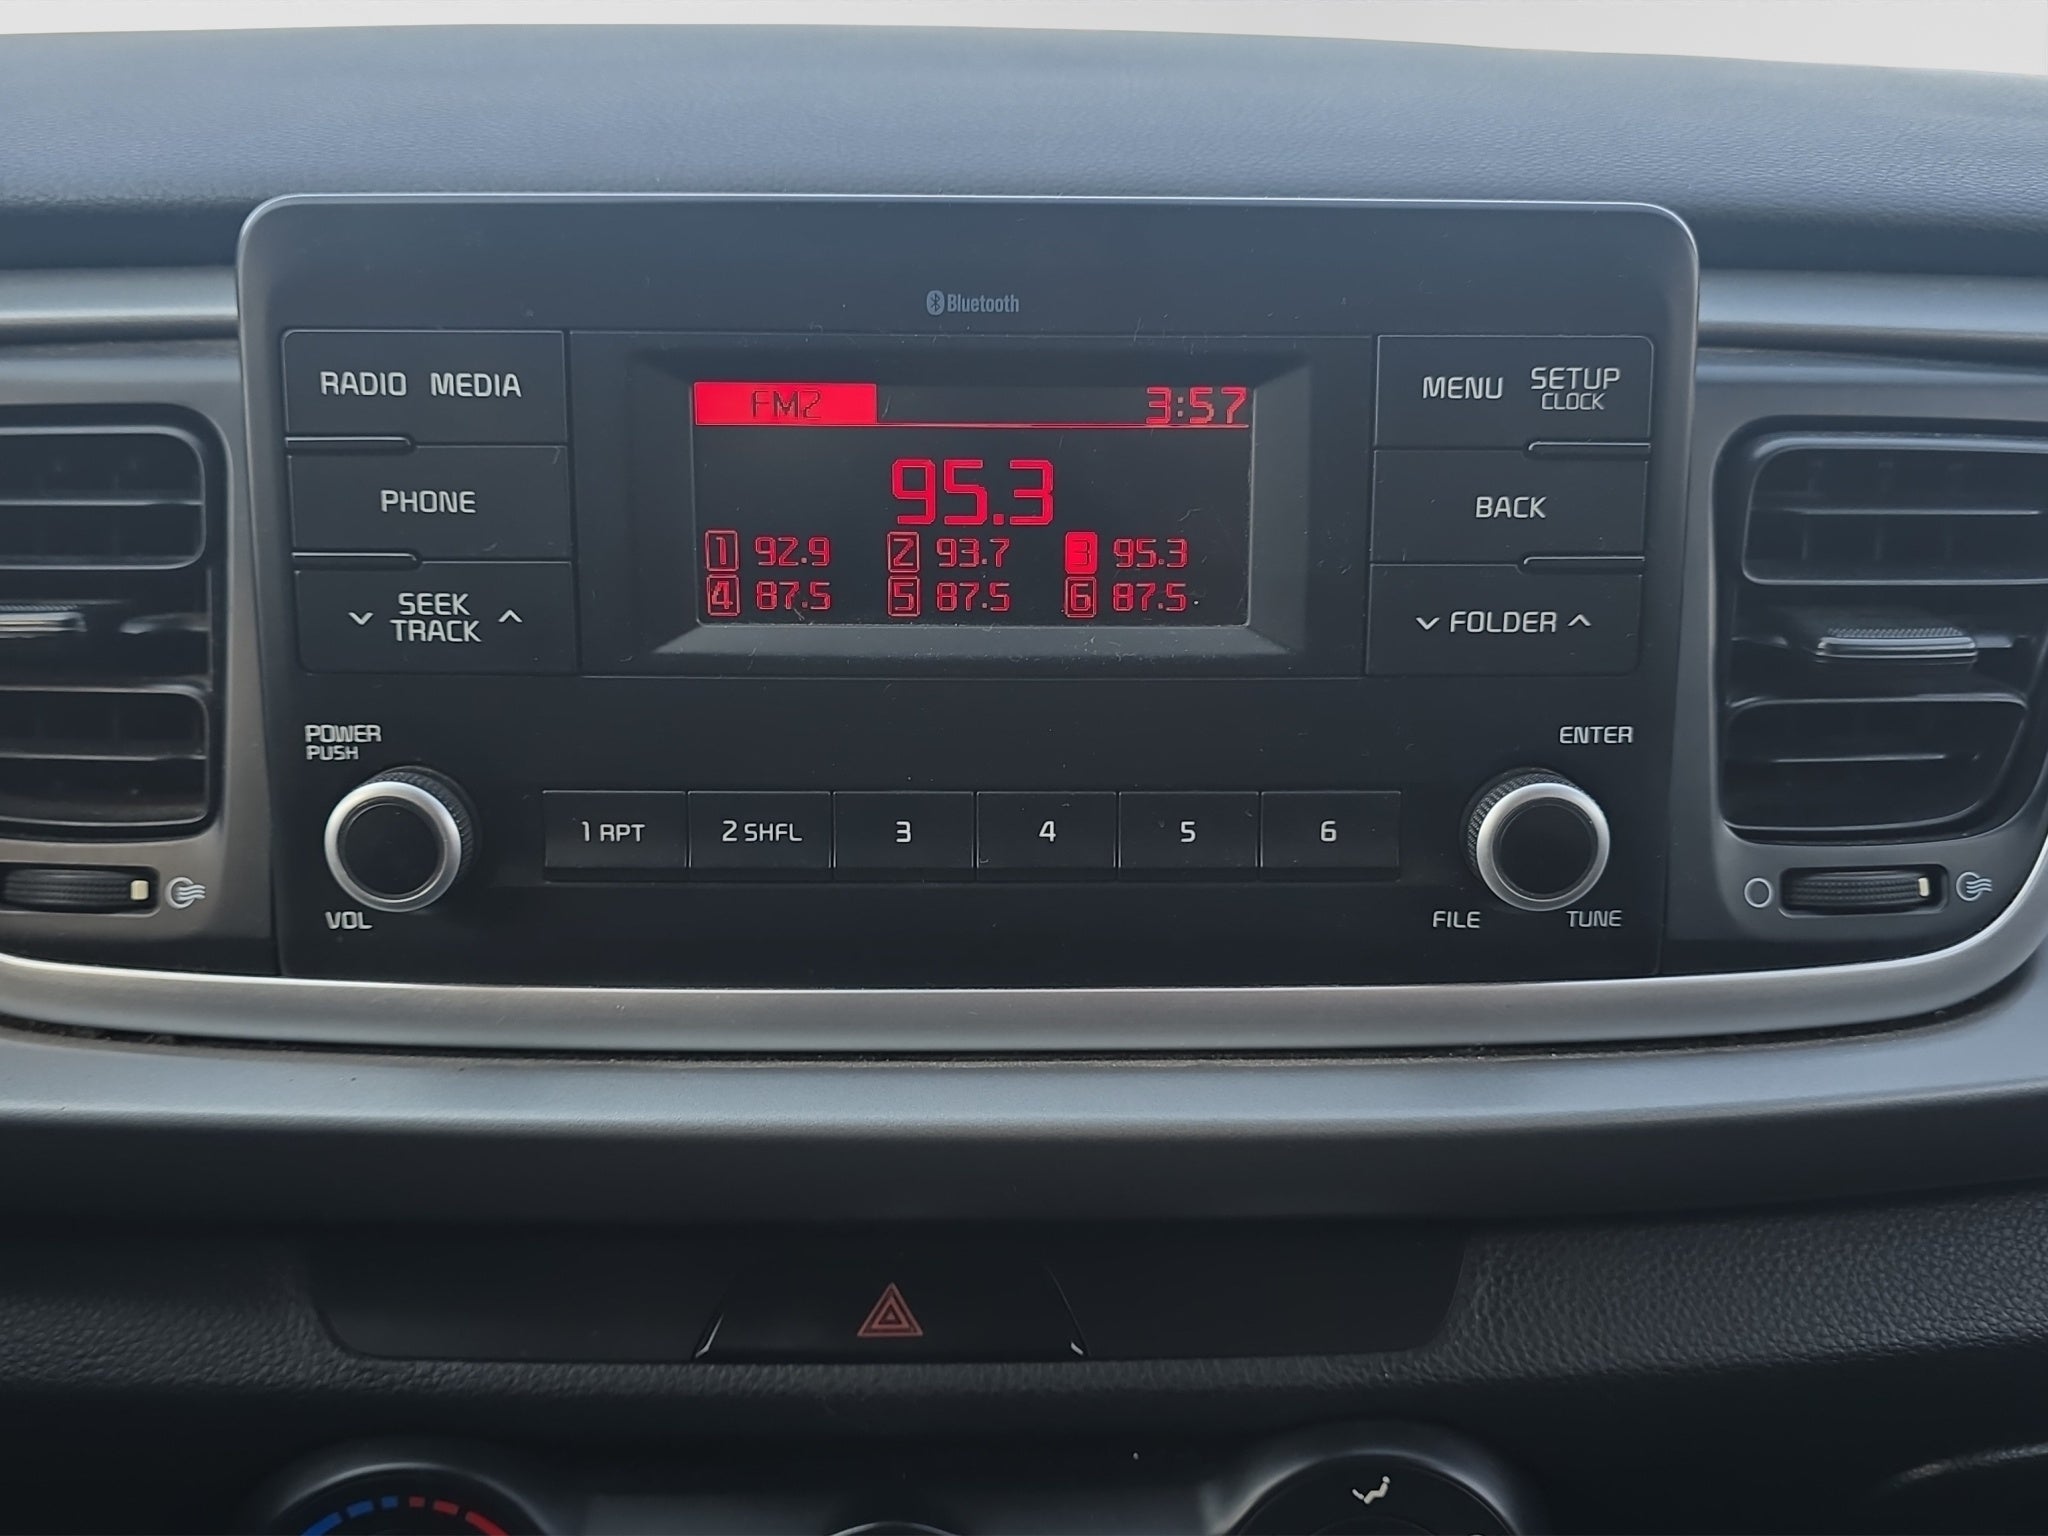 Bluetooth
RADIO MEDIA
PHONE
SEEK
TRACK
FM2 3:57
95.3
1 92.9 2 93.7 3 95.3
4 87.5 5 87.5 6 87.5
MENU SETUP
CLOCK
BACK
FOLDER
POWER
PUSH
VOL
1 RPT 2 SHFL 3 4 5 6
ENTER
FILE TUNE